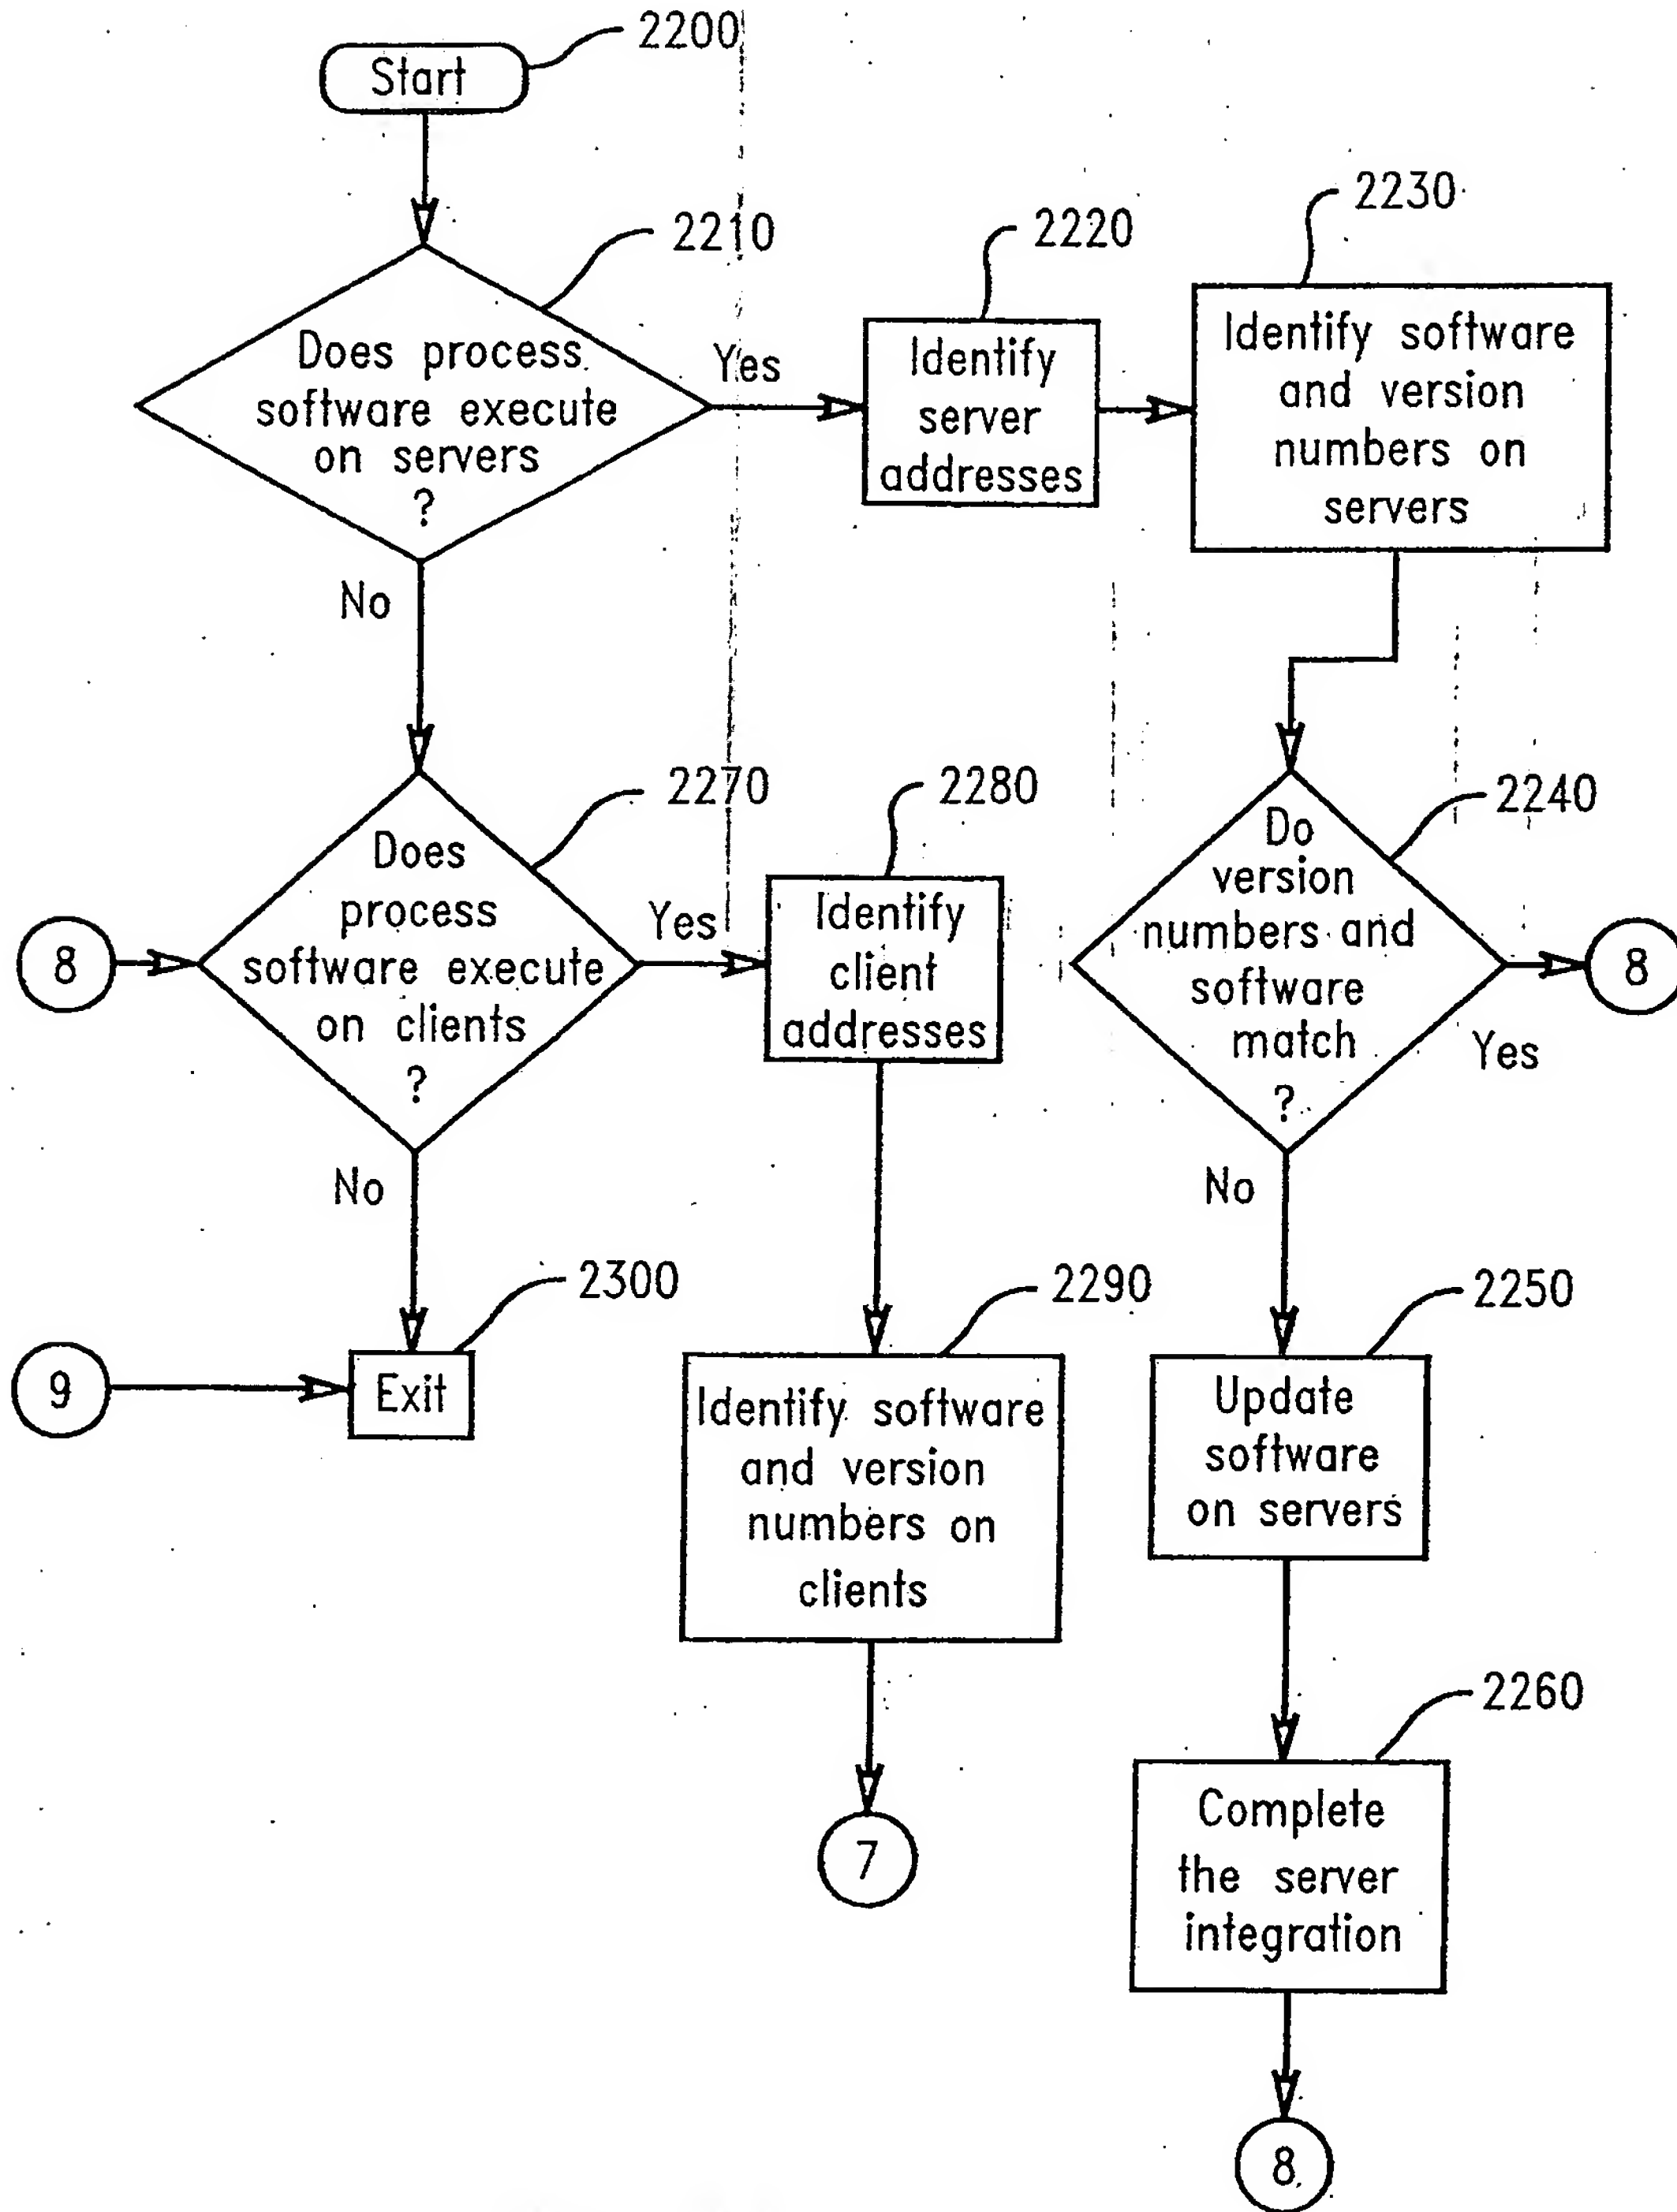 2200
Start
2210
Does process
software execute
on servers
?
Yes
No
2220
Identify
server
addresses
2230
Identify software
and version
numbers on
servers
2270
Does
process
software execute
on clients
?
8
Yes
No
2280
Identify
client
addresses
2240
Do
version
numbers and
software
match
?
8
Yes
No
2300
Exit
9
2290
Identify software
and version
numbers on
clients
7
2250
Update
software
on servers
2260
Complete
the server
integration
8